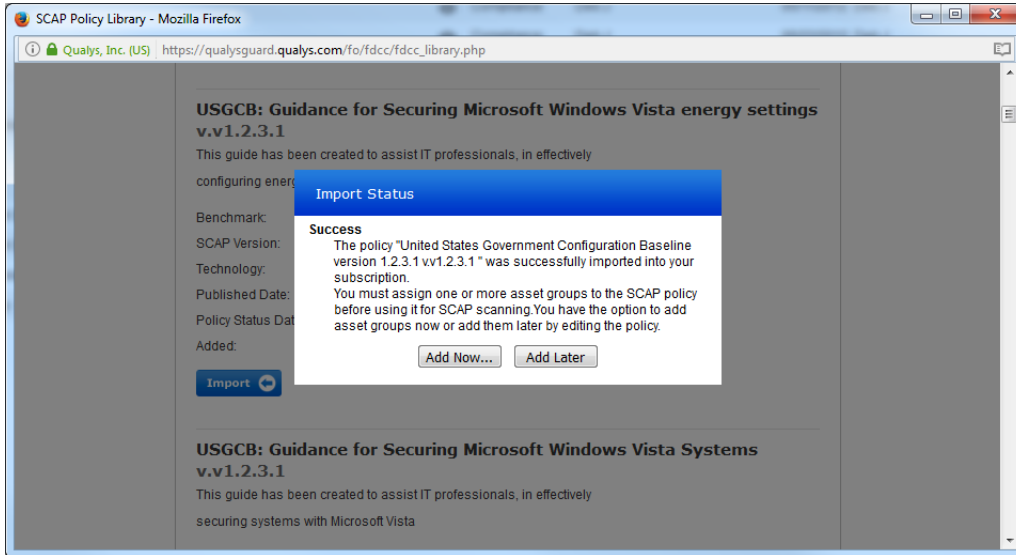 SCAP Policy Library - Mozilla Firefox
Qualys, Inc. (US) https://qualysguard.qualys.com/fo/fdcc/fdcc_library.php
USGCB: Guidance for Securing Microsoft Windows Vista energy settings
v.v1.2.3.1
This guide has been created to assist IT professionals, in effectively
configuring energ
Import Status
Benchmark:
SCAP Version:
Technology:
Published Date:
Policy Status Dat
Added:
Success
The policy "United States Government Configuration Baseline
version 1.2.3.1 v.v1.2.3.1 " was successfully imported into your
subscription.
You must assign one or more asset groups to the SCAP policy
before using it for SCAP scanning.You have the option to add
asset groups now or add them later by editing the policy.
Add Now... Add Later
Import
USGCB: Guidance for Securing Microsoft Windows Vista Systems
v.v1.2.3.1
This guide has been created to assist IT professionals, in effectively
securing systems with Microsoft Vista